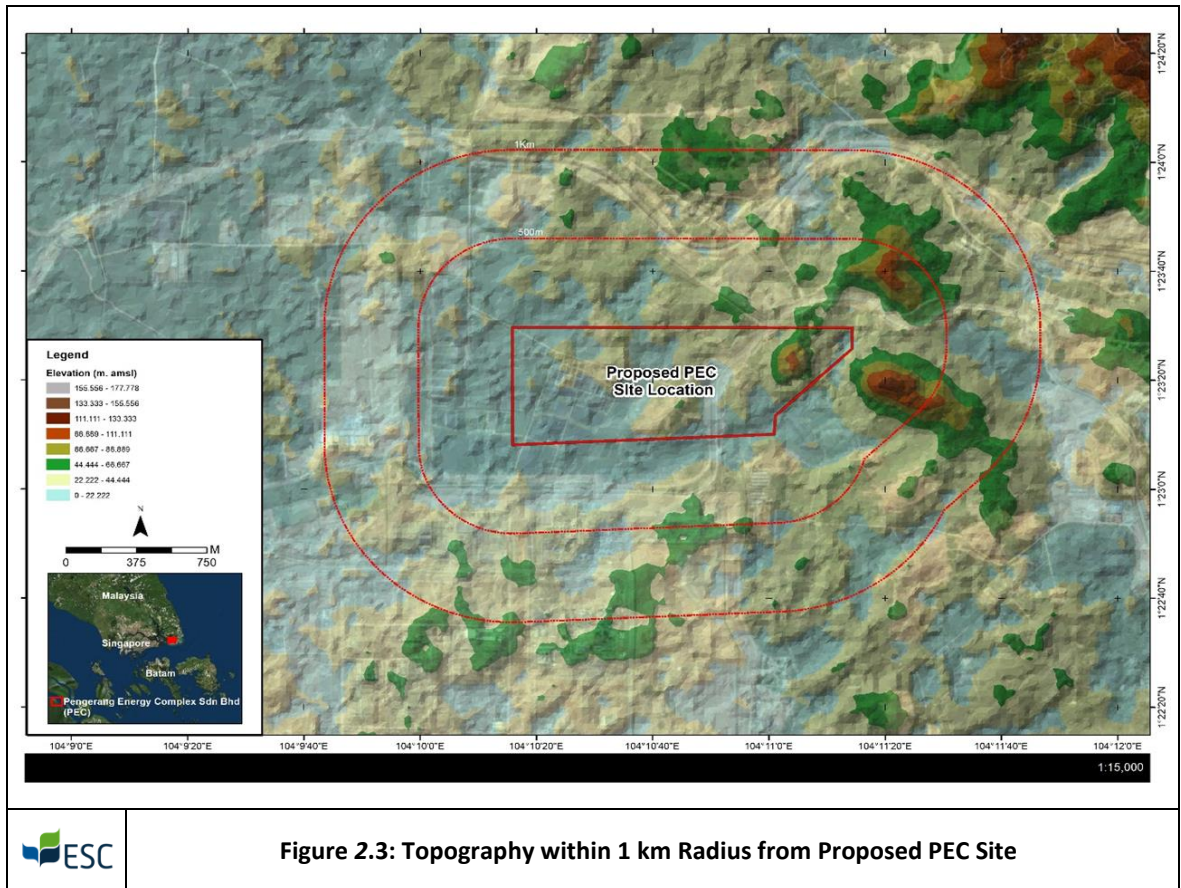 1°24'20"N
1Km
1°24'0"N
500m
1°23'40"N
Legend
Elevation (m. amsl)
155.556 - 177.778
133.333 - 155.556
111.111 - 133.333
88.889 - 111.111
66.667 - 88.889
44.444 - 66.667
22.222 - 44.444
0 - 22.222
Proposed PEC
Site Location
1°23'20"N
N
M
0 375 750
1°23'0"N
Malaysia
Singapore
Batam
Pengerang Energy Complex Sdn Bhd
(PEC)
1°22'40"N
1°22'20"N
104°9'0"E 104°9'20"E 104°9'40"E 104°10'0"E 104°10'20"E 104°10'40"E 104°11'0"E 104°11'20"E 104°11'40"E 104°12'0"E
1:15,000
ESC
Figure 2.3: Topography within 1 km Radius from Proposed PEC Site